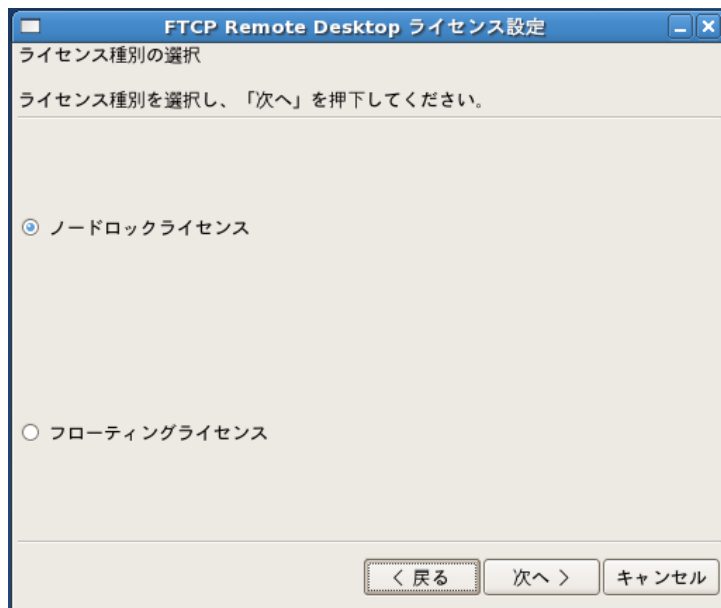 FTCP Remote Desktop ライセンス設定
ライセンス種別の選択
ライセンス種別を選択し、「次へ」を押下してください。
ノードロックライセンス
フローティングライセンス
< 戻る 次へ > キャンセル